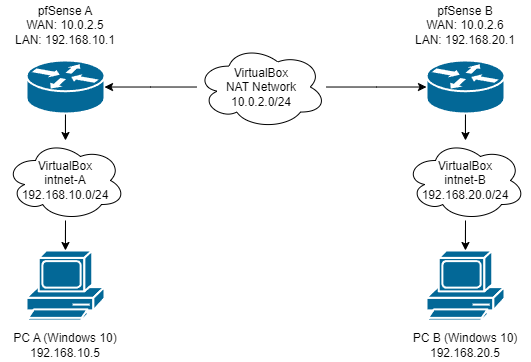 pfSense A
WAN: 10.0.2.5
LAN: 192.168.10.1
pfSense B
WAN: 10.0.2.6
LAN: 192.168.20.1
VirtualBox
NAT Network
10.0.2.0/24
VirtualBox
intnet-A
192.168.10.0/24
VirtualBox
intnet-B
192.168.20.0/24
PC A (Windows 10)
192.168.10.5
PC B (Windows 10)
192.168.20.5